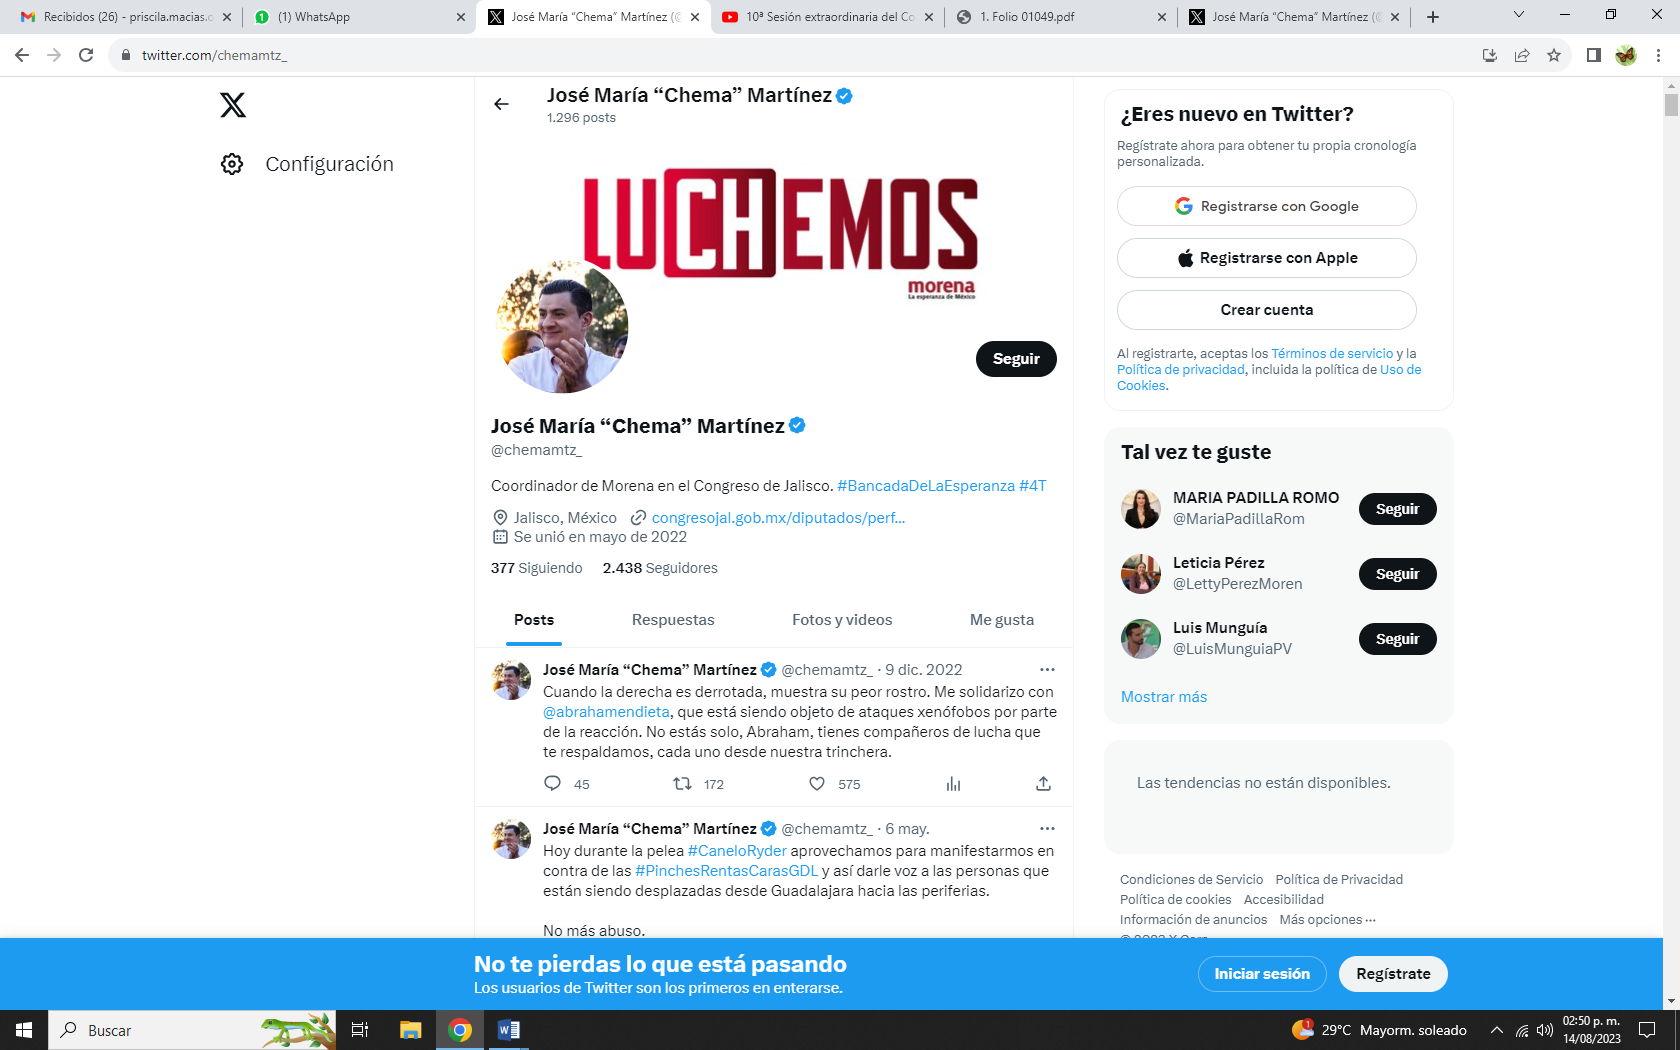 Recibidos (26) - priscila.macias.o
(1) WhatsApp
José María “Chema” Martínez (@
10ª Sesión extraordinaria del Co
1. Folio 01049.pdf
José María “Chema” Martínez (@
twitter.com/chemamtz_
Configuración
José María “Chema” Martínez
1.296 posts
LUCHEMOS
morena
La esperanza de México
Seguir
José María “Chema” Martínez
@chemamtz_
Coordinador de Morena en el Congreso de Jalisco. #BancadaDeLaEsperanza #4T
Jalisco, México congresojal.gob.mx/diputados/perf...
Se unió en mayo de 2022
377 Siguiendo 2.438 Seguidores
Posts Respuestas Fotos y videos Me gusta
José María “Chema” Martínez @chemamtz_ · 9 dic. 2022
Cuando la derecha es derrotada, muestra su peor rostro. Me solidarizo con
@abrahamendieta, que está siendo objeto de ataques xenófobos por parte
de la reacción. No estás solo, Abraham, tienes compañeros de lucha que
te respaldamos, cada uno desde nuestra trinchera.
45 172 575
José María “Chema” Martínez @chemamtz_ · 6 may.
Hoy durante la pelea #CaneloRyder aprovechamos para manifestarmos en
contra de las #PinchesRentasCarasGDL y así darle voz a las personas que
están siendo desplazadas desde Guadalajara hacia las periferias.
No más abuso.
¿Eres nuevo en Twitter?
Regístrate ahora para obtener tu propia cronología
personalizada.
Registrarse con Google
Registrarse con Apple
Crear cuenta
Al registrarte, aceptas los Términos de servicio y la
Política de privacidad, incluida la política de Uso de
Cookies.
Tal vez te guste
MARIA PADILLA ROMO
@MariaPadillaRom
Seguir
Leticia Pérez
@LettyPerezMoren
Seguir
Luis Munguía
@LuisMunguiaPV
Seguir
Mostrar más
Las tendencias no están disponibles.
Condiciones de Servicio Política de Privacidad
Política de cookies Accesibilidad
Información de anuncios Más opciones ···
© 2023 X Corp.
No te pierdas lo que está pasando
Los usuarios de Twitter son los primeros en enterarse.
Iniciar sesión Regístrate
Buscar
1
29°C Mayorm. soleado
02:50 p. m.
14/08/2023